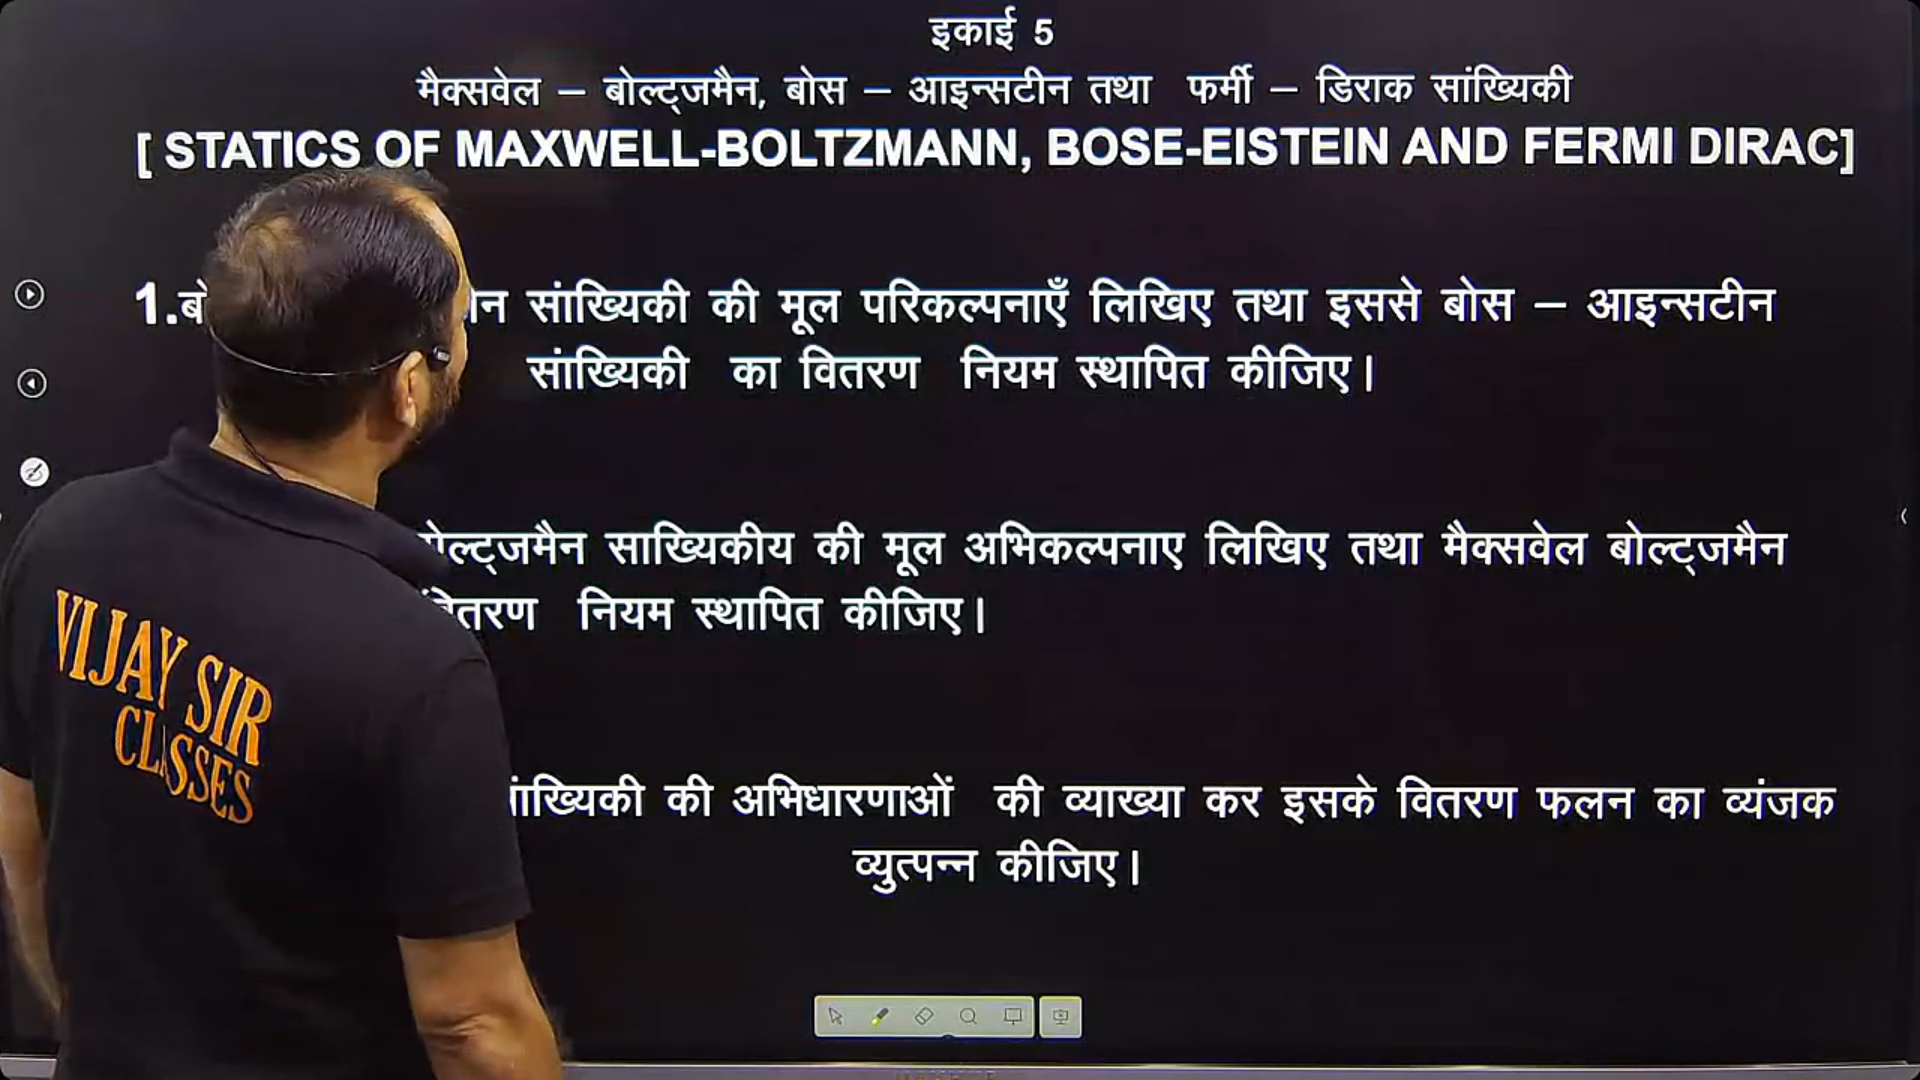 इकाई 5
मैक्सवेल – बोल्ट्जमैन, बोस – आइन्सटीन तथा फर्मी – डिराक सांख्यिकी
[ STATICS OF MAXWELL-BOLTZMANN, BOSE-EISTEIN AND FERMI DIRAC]
1. सांख्यिकी की मूल परिकल्पनाएँ लिखिए तथा इससे बोस – आइन्सटीन
सांख्यिकी का वितरण नियम स्थापित कीजिए।
साख्यिकीय की मूल अभिकल्पनाए लिखिए तथा मैक्सवेल बोल्ट्जमैन
नियम स्थापित कीजिए।
की अभिधारणाओं की व्याख्या कर इसके वितरण फलन का व्यंजक
व्युत्पन्न कीजिए।
VIJAY SIR
CLASSES